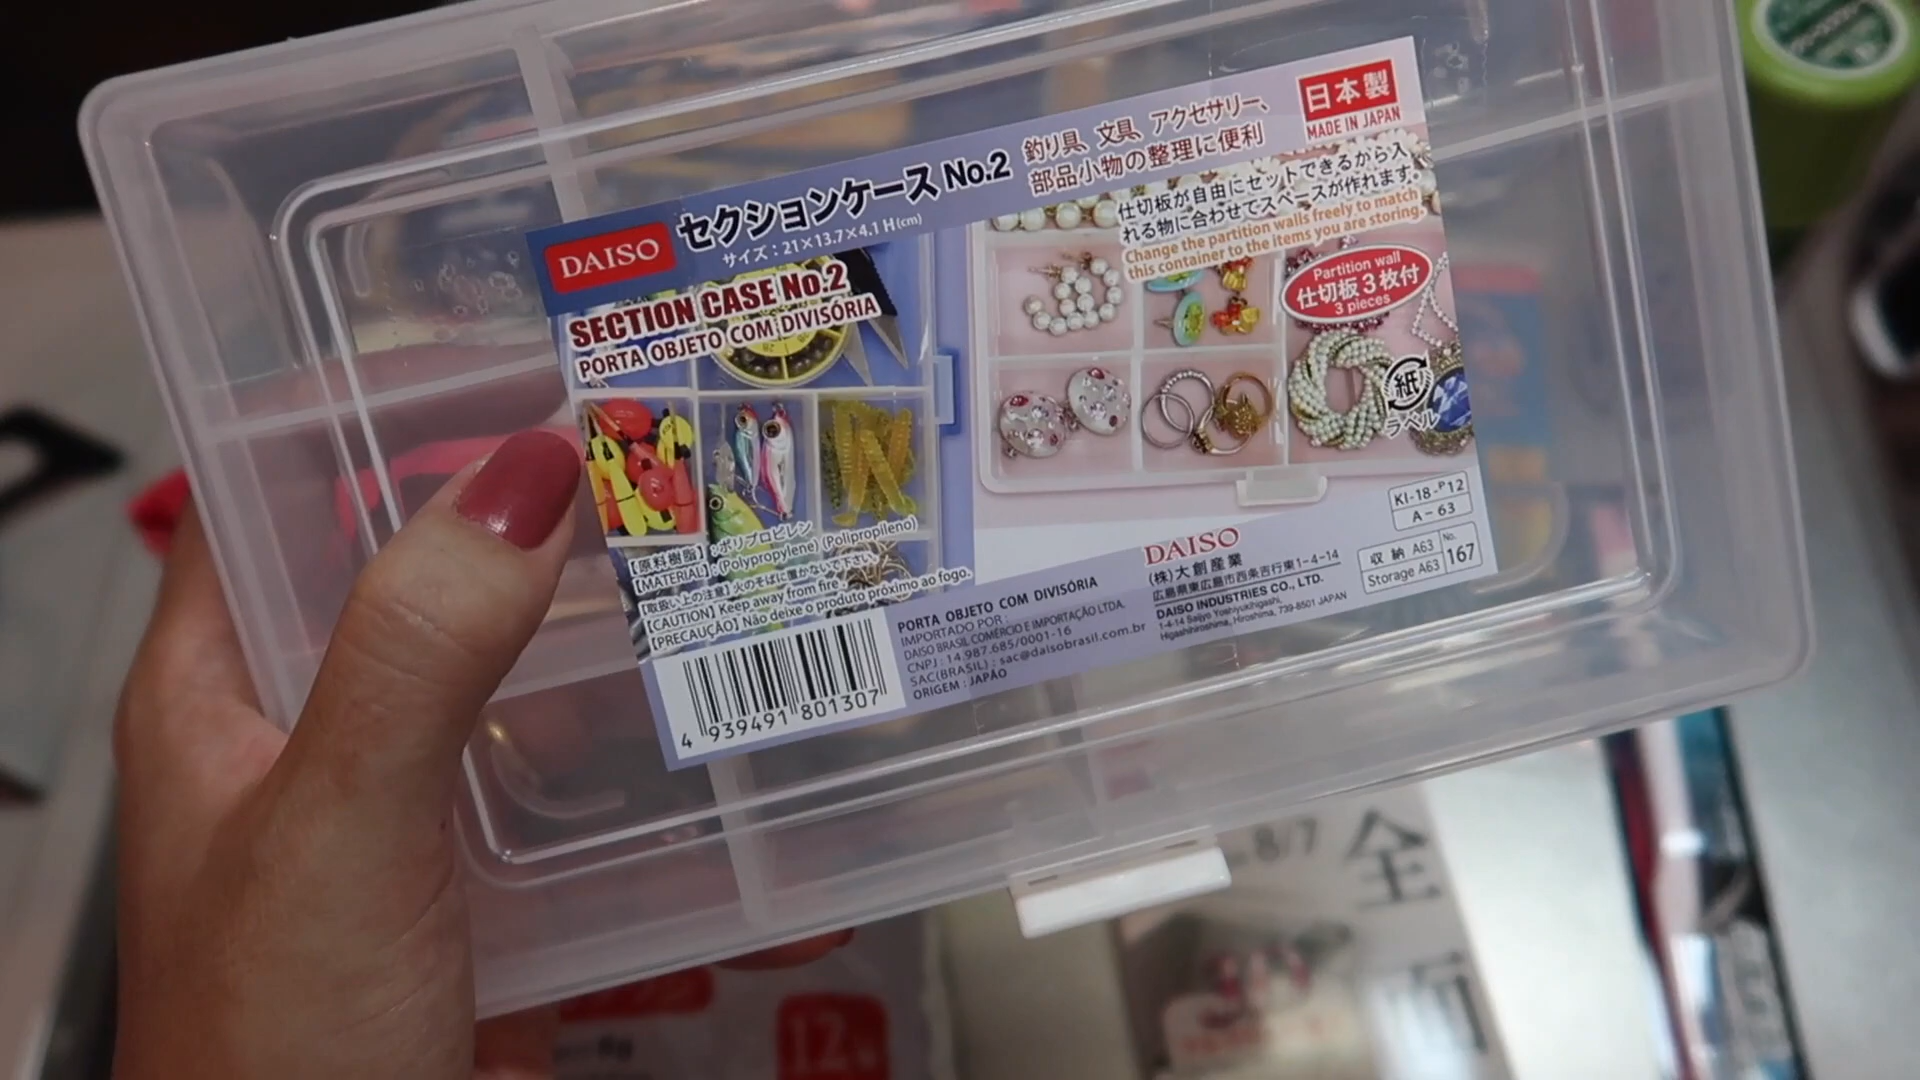 DAISO
セクションケース No.2
サイズ：21×13.7×4.1 H(cm)
SECTION CASE No.2
PORTA OBJETO COM DIVISÓRIA
釣り具、文具、アクセサリー、
部品小物の整理に便利
日本製
MADE IN JAPAN
仕切板が自由にセットできるから入
れる物に合わせてスペースが作れます。
Change the partition walls freely to match
this container to the items you are storing.
Partition wall
仕切板3枚付
3 pieces
紙
ラベル
【原料樹脂】：ポリプロピレン
【MATERIAL】：(Polypropylene) (Polipropileno)
【取扱い上の注意】火のそばに置かないで下さい。
【CAUTION】Keep away from fire
【PRECAUÇÃO】Não deixe o produto próximo ao fogo.
4 939491 801307
PORTA OBJETO COM DIVISÓRIA
IMPORTADO POR :
DAISO BRASIL COMÉRCIO E IMPORTAÇÃO LTDA.
CNPJ : 14.987.685/0001-16
SAC(BRASIL) : sac@daisobrasil.com.br
ORIGEM : JAPÃO
DAISO
(株)大創産業
広島県東広島市西条吉行東1-4-14
DAISO INDUSTRIES CO., LTD.
1-4-14 Saijo Yoshiyukihigashi,
Higashihiroshima, Hiroshima, 739-8501 JAPAN
KI-18-P12
A-63
収納 A63
Storage A63
No.
167
8/7
全
面
12